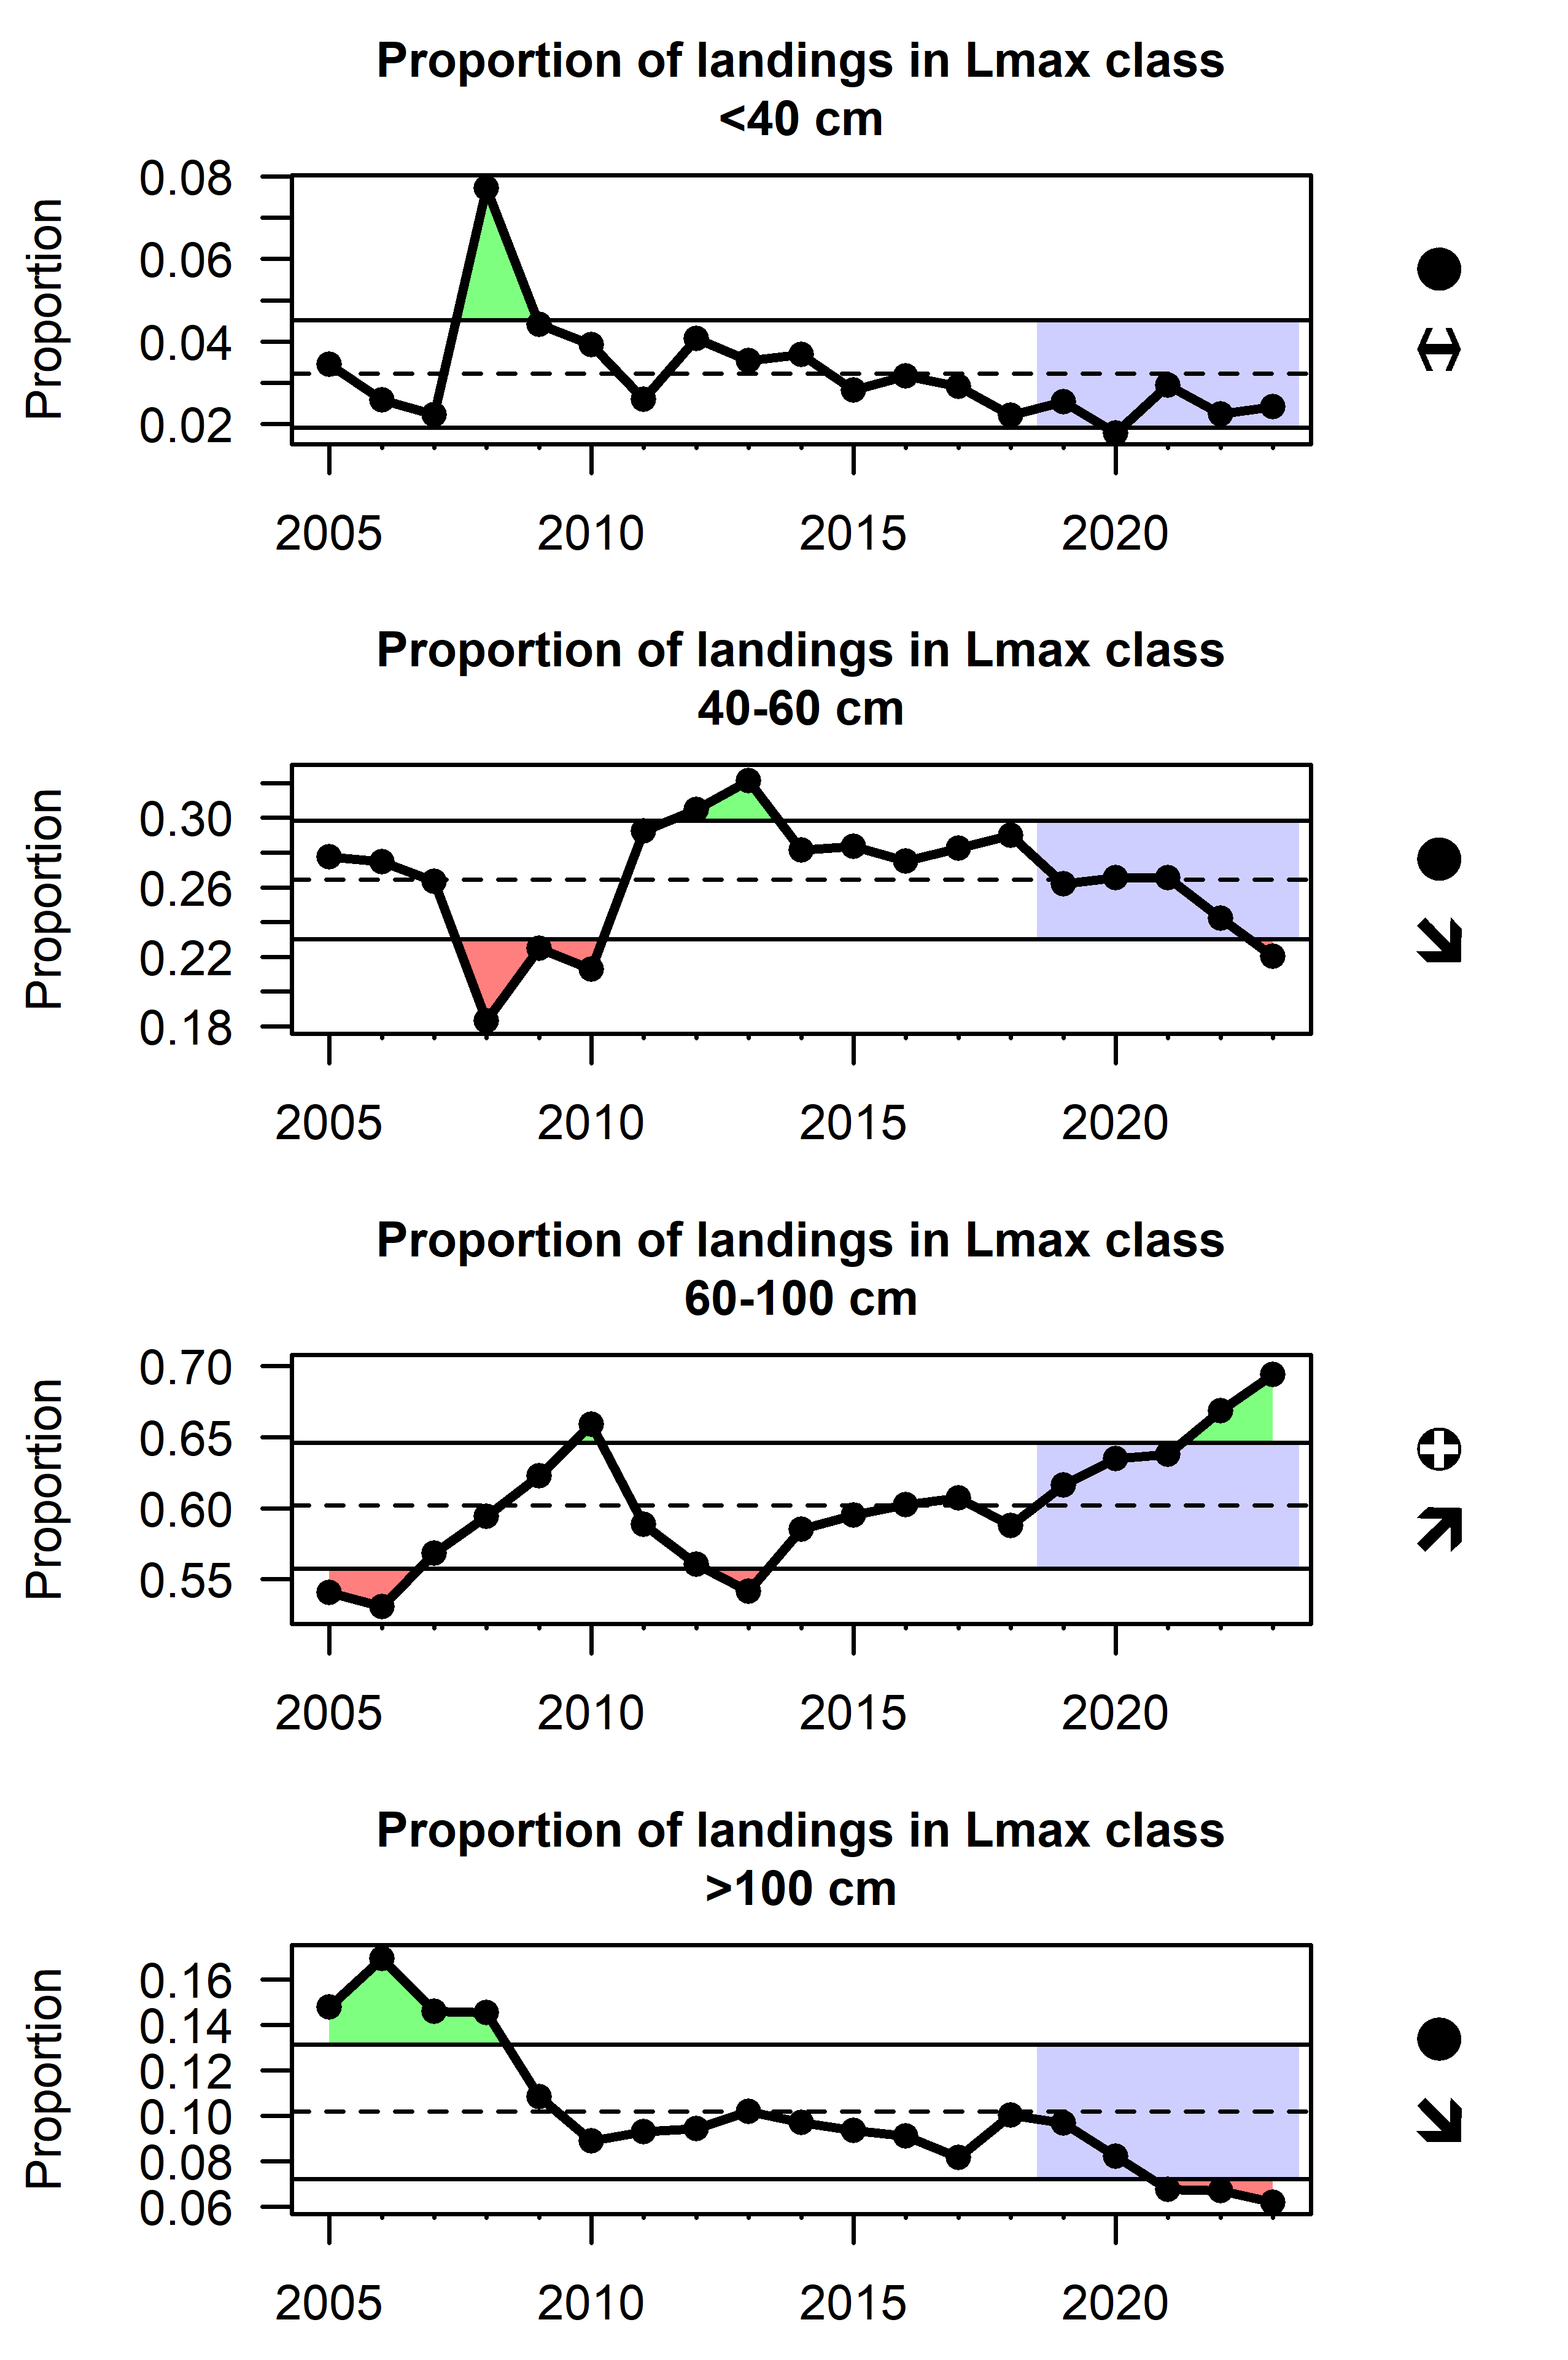 Proportion of landings in Lmax class
<40 cm
Proportion
0.08
0.06
0.04
0.02
2005 2010 2015 2020
Proportion of landings in Lmax class
40-60 cm
Proportion
0.30
0.26
0.22
0.18
2005 2010 2015 2020
Proportion of landings in Lmax class
60-100 cm
Proportion
0.70
0.65
0.60
0.55
2005 2010 2015 2020
Proportion of landings in Lmax class
>100 cm
Proportion
0.16
0.14
0.12
0.10
0.08
0.06
2005 2010 2015 2020